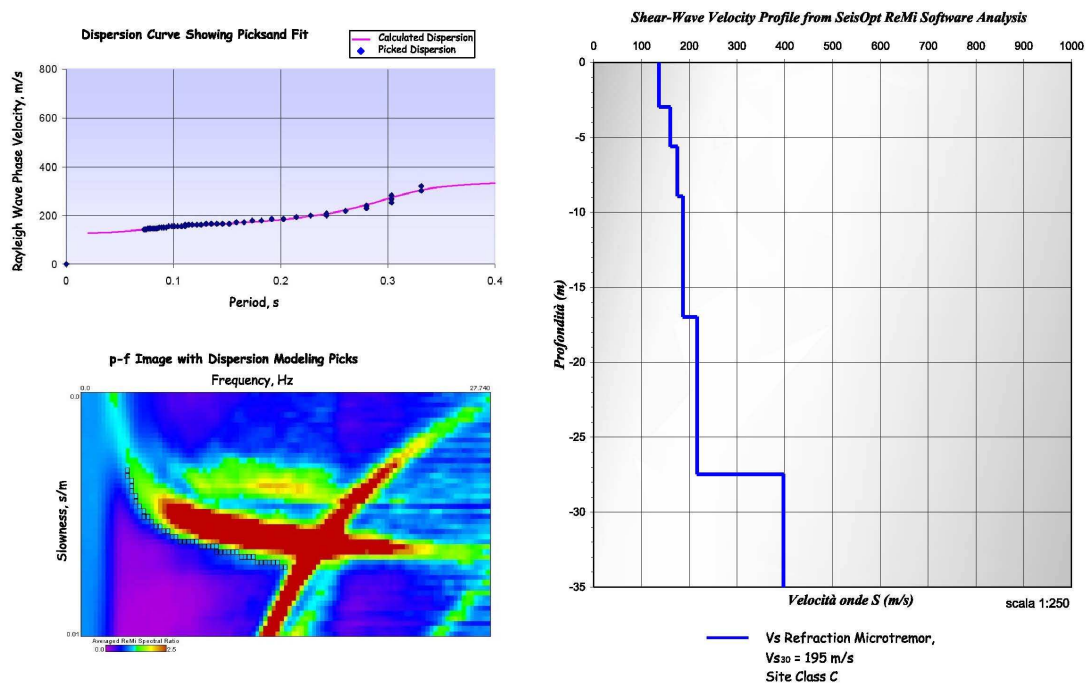 Dispersion Curve Showing Picksand Fit
Calculated Dispersion
Picked Dispersion
Rayleigh Wave Phase Velocity, m/s
800
600
400
200
0
0 0.1 0.2 0.3 0.4
Period, s
p-f Image with Dispersion Modeling Picks
Frequency, Hz
0.0 27.740
0.0
Slowness, s/m
0.01
Averaged ReMi Spectral Ratio
0.0 2.5
Shear-Wave Velocity Profile from SeisOpt ReMi Software Analysis
0 100 200 300 400 500 600 700 800 900 1000
0
-5
-10
-15
-20
-25
-30
-35
Profondità (m)
Velocità onde S (m/s)
scala 1:250
Vs Refraction Microtremor,
Vs30 = 195 m/s
Site Class C